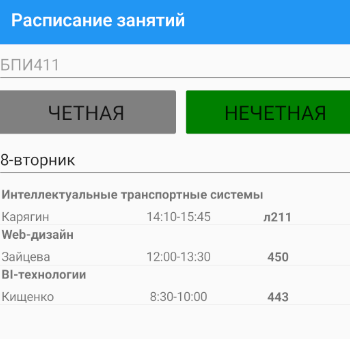 Расписание занятий
БПИ411
ЧЕТНАЯ НЕЧЕТНАЯ
8-вторник
Интеллектуальные транспортные системы
Карягин 14:10-15:45 л211
Web-дизайн
Зайцева 12:00-13:30 450
BI-технологии
Кищенко 8:30-10:00 443